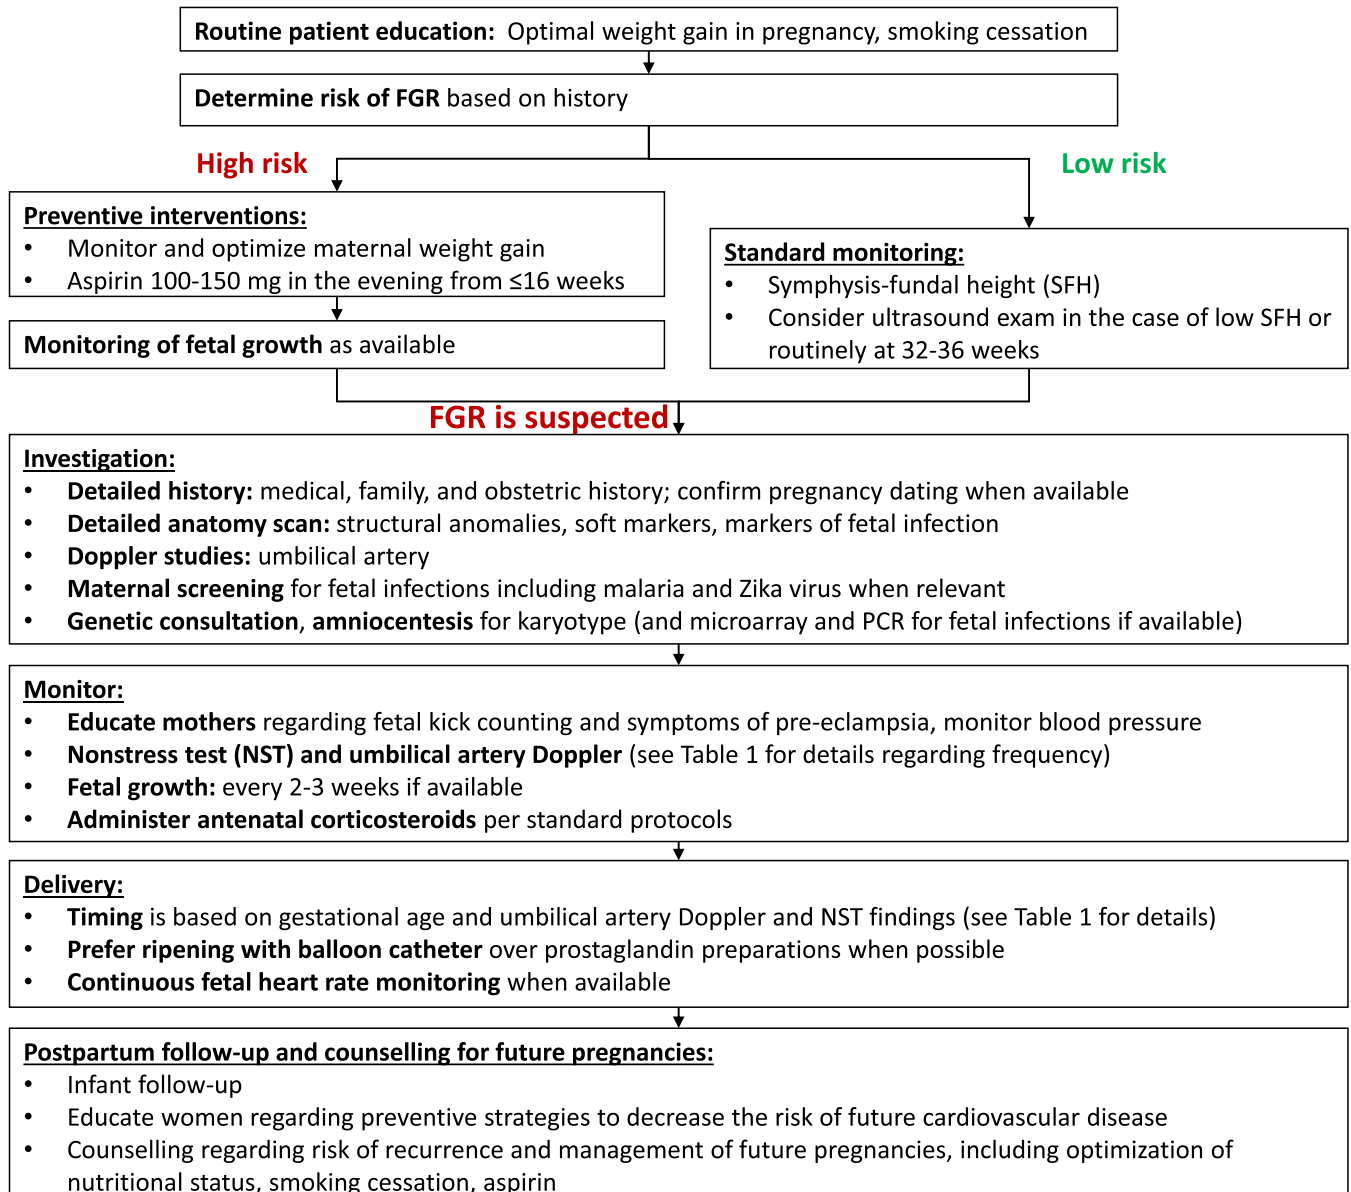 Routine patient education: Optimal weight gain in pregnancy, smoking cessation
Determine risk of FGR based on history
High risk
Low risk
Preventive interventions:
• Monitor and optimize maternal weight gain
• Aspirin 100-150 mg in the evening from ≤16 weeks
Monitoring of fetal growth as available
Standard monitoring:
• Symphysis-fundal height (SFH)
• Consider ultrasound exam in the case of low SFH or
routinely at 32-36 weeks
FGR is suspected
Investigation:
• Detailed history: medical, family, and obstetric history; confirm pregnancy dating when available
• Detailed anatomy scan: structural anomalies, soft markers, markers of fetal infection
• Doppler studies: umbilical artery
• Maternal screening for fetal infections including malaria and Zika virus when relevant
• Genetic consultation, amniocentesis for karyotype (and microarray and PCR for fetal infections if available)
Monitor:
• Educate mothers regarding fetal kick counting and symptoms of pre-eclampsia, monitor blood pressure
• Nonstress test (NST) and umbilical artery Doppler (see Table 1 for details regarding frequency)
• Fetal growth: every 2-3 weeks if available
• Administer antenatal corticosteroids per standard protocols
Delivery:
• Timing is based on gestational age and umbilical artery Doppler and NST findings (see Table 1 for details)
• Prefer ripening with balloon catheter over prostaglandin preparations when possible
• Continuous fetal heart rate monitoring when available
Postpartum follow-up and counselling for future pregnancies:
• Infant follow-up
• Educate women regarding preventive strategies to decrease the risk of future cardiovascular disease
• Counselling regarding risk of recurrence and management of future pregnancies, including optimization of
nutritional status, smoking cessation, aspirin